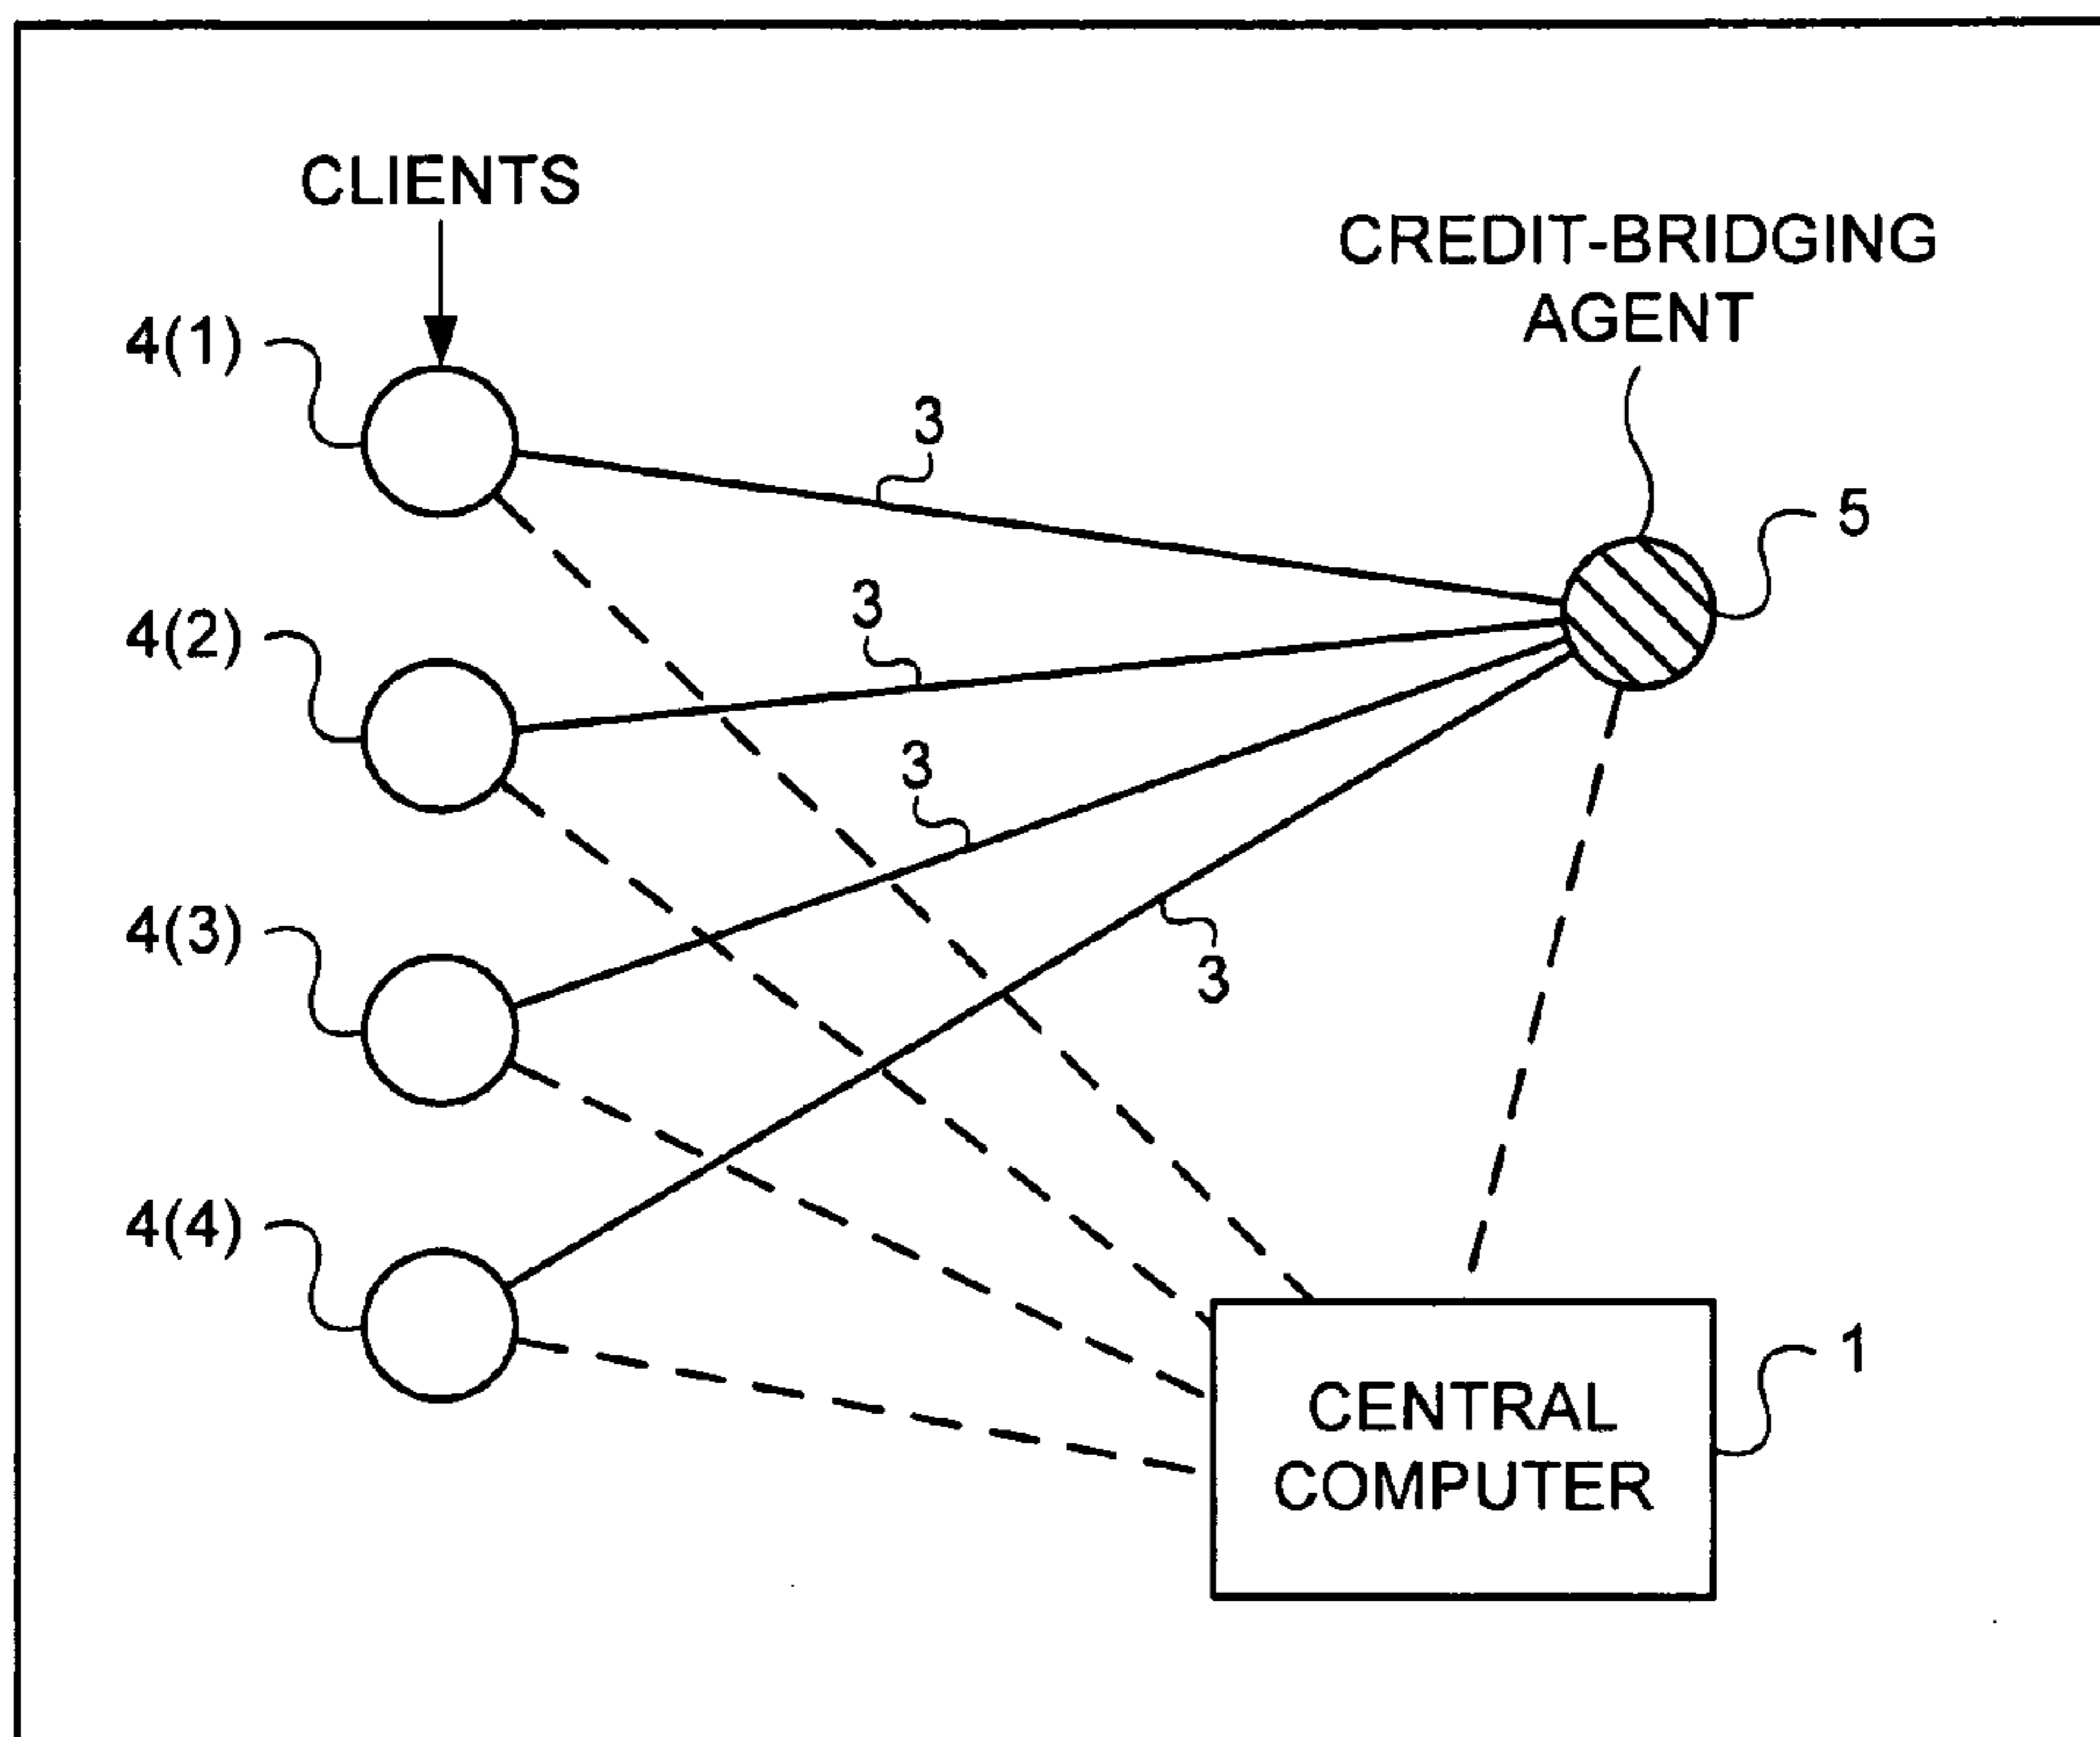 CLIENTS
CREDIT-BRIDGING
AGENT
4(1)
3
5
4(2)
3
3
4(3)
3
4(4)
1
CENTRAL
COMPUTER